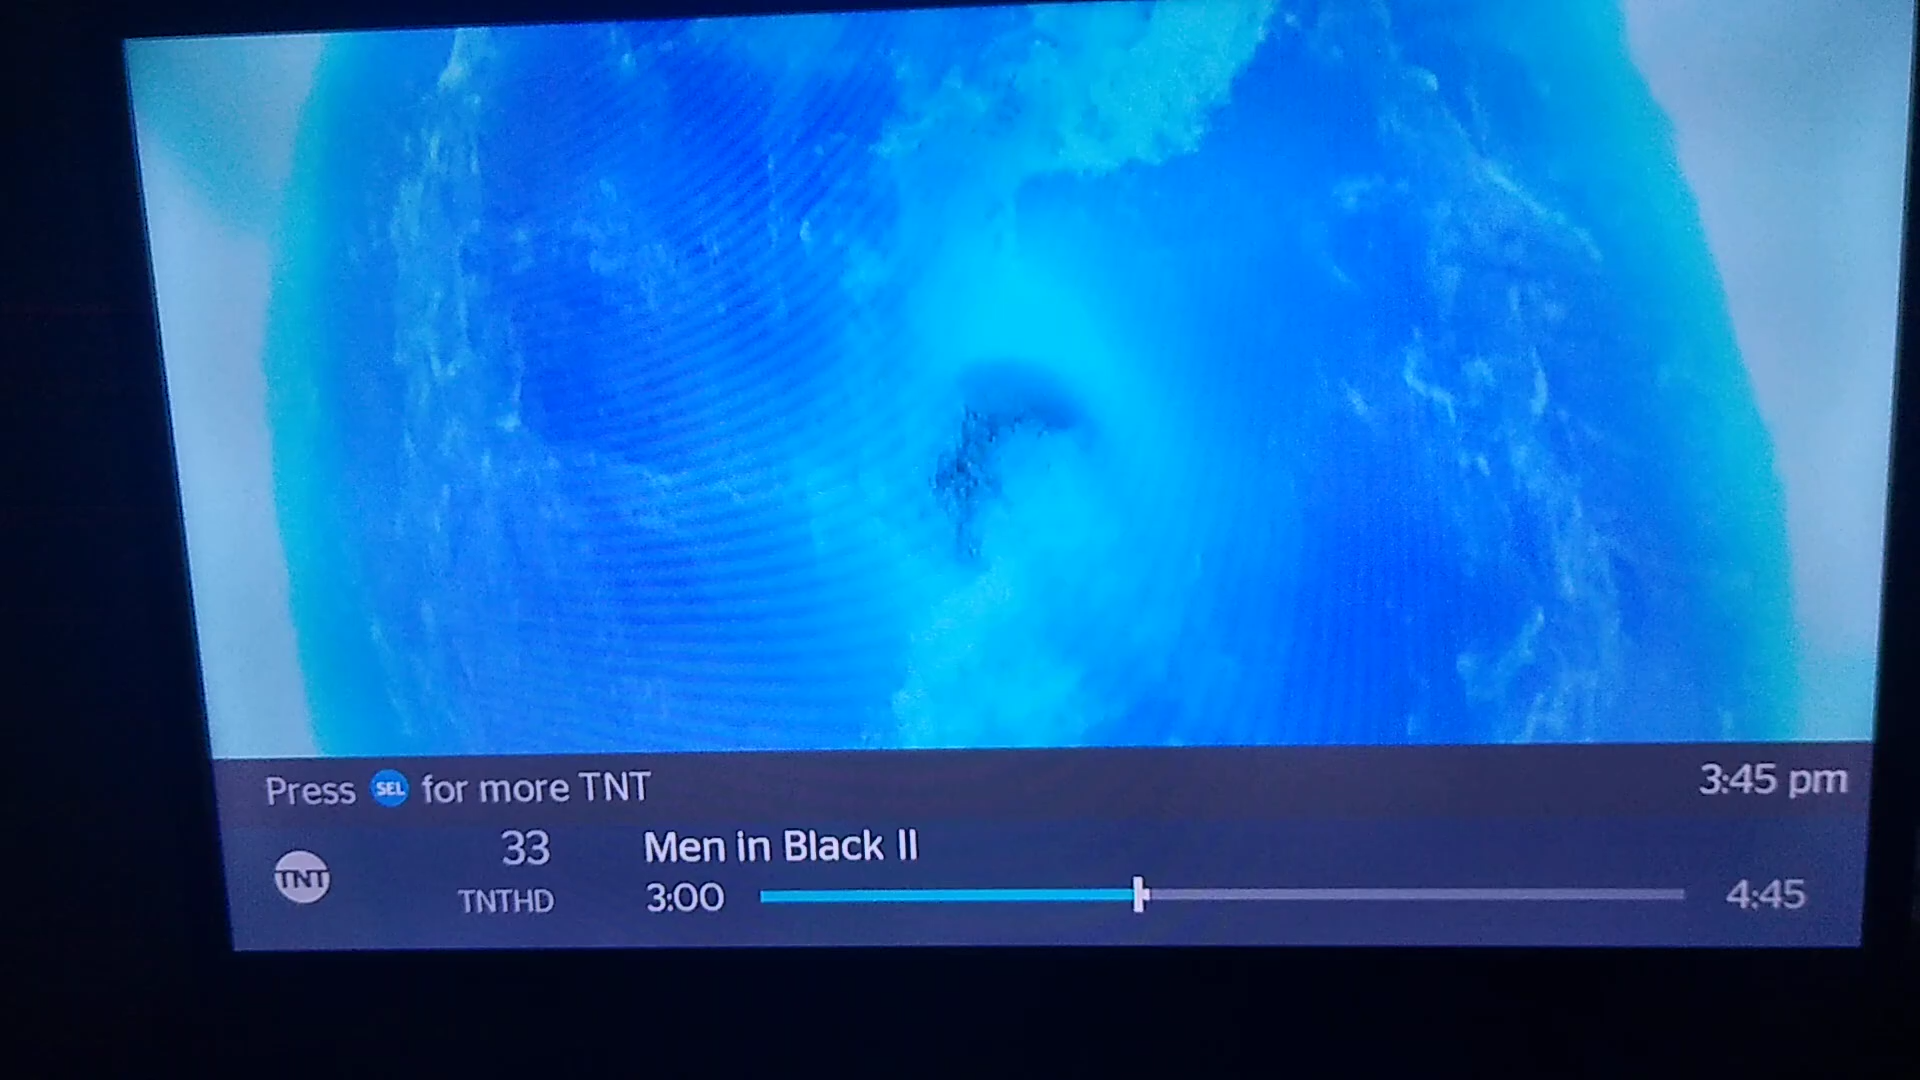 Press SEL for more TNT
3:45 pm
TNT
33
Men in Black II
TNTHD
3:00
4:45